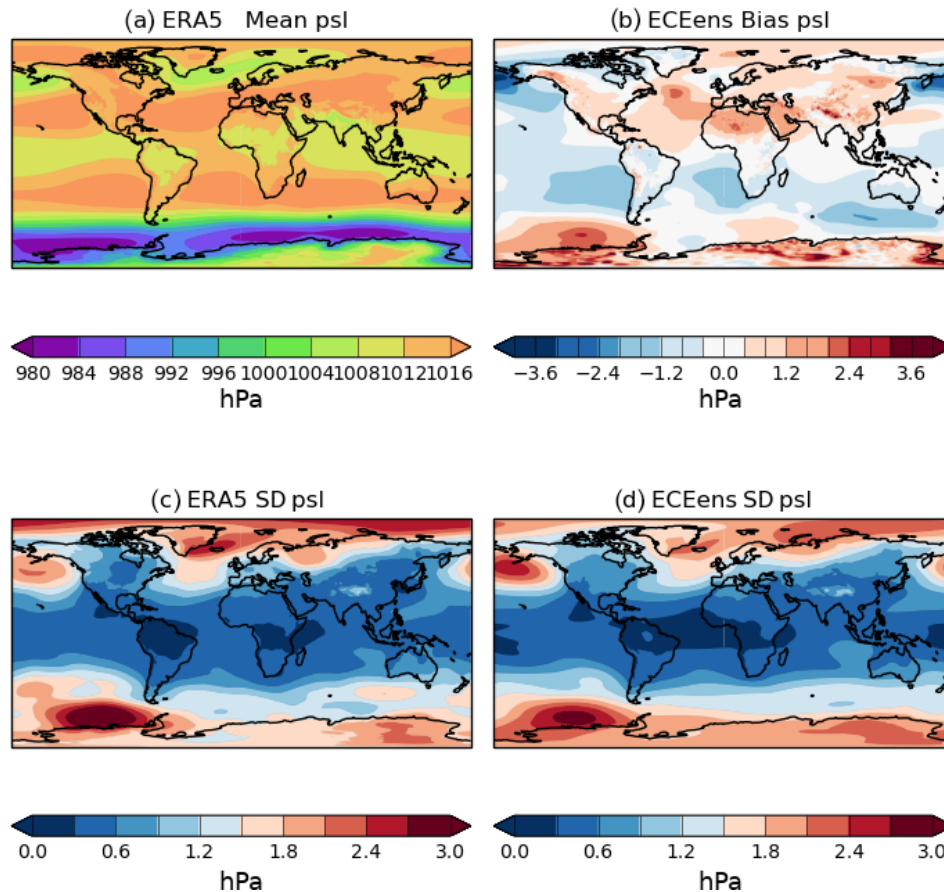 (a) ERA5 Mean psl
(b) ECEens Bias psl
980 984 988 992 996 1000 1004 1008 1012 1016
hPa
−3.6 −2.4 −1.2 0.0 1.2 2.4 3.6
hPa
(c) ERA5 SD psl
(d) ECEens SD psl
0.0 0.6 1.2 1.8 2.4 3.0
hPa
0.0 0.6 1.2 1.8 2.4 3.0
hPa